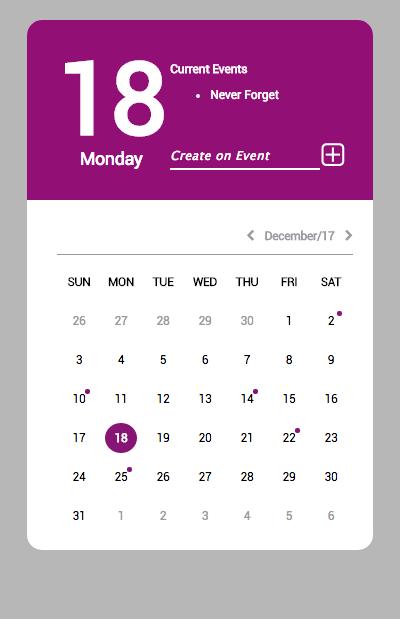 18
Current Events
Never Forget
Monday
Create on Event
December/17
SUN MON TUE WED THU FRI SAT
26 27 28 29 30 1 2
3 4 5 6 7 8 9
10 11 12 13 14 15 16
17 18 19 20 21 22 23
24 25 26 27 28 29 30
31 1 2 3 4 5 6